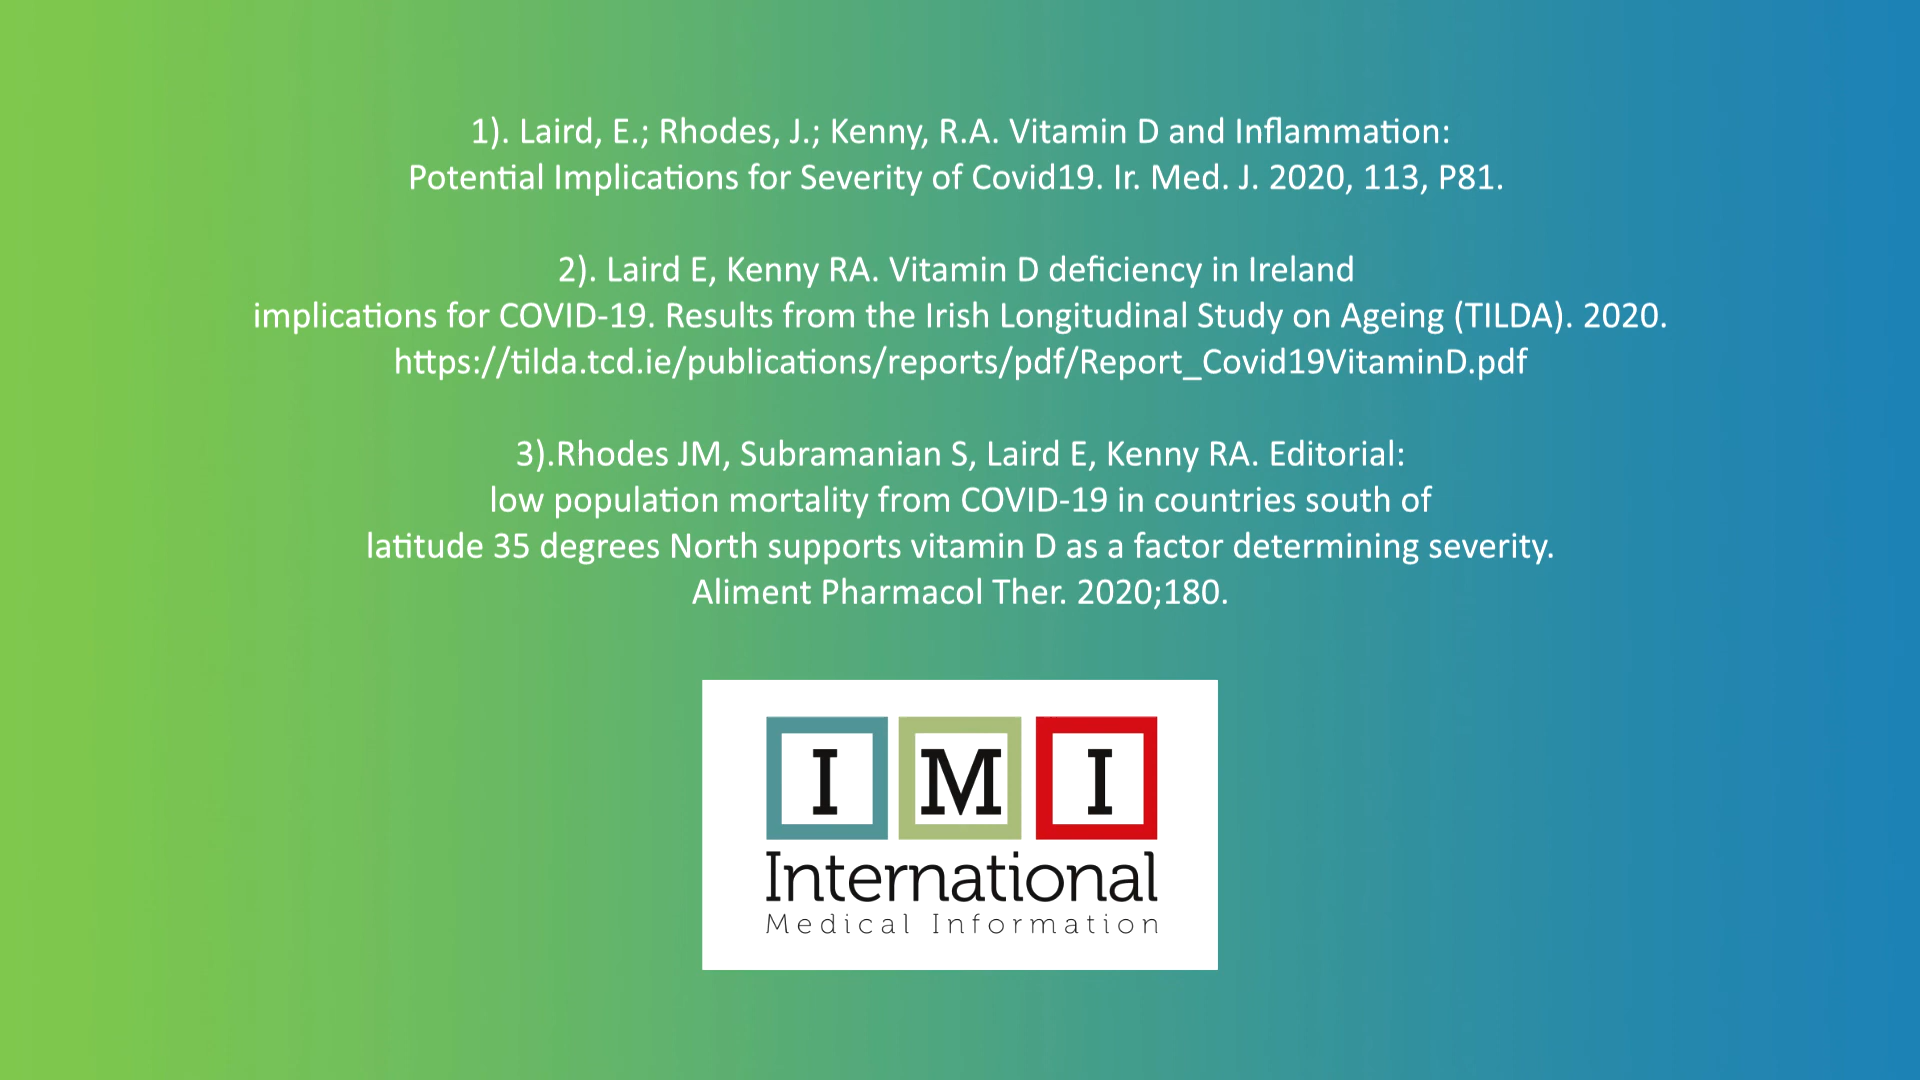 1). Laird, E.; Rhodes, J.; Kenny, R.A. Vitamin D and Inflammation:
Potential Implications for Severity of Covid19. Ir. Med. J. 2020, 113, P81.
2). Laird E, Kenny RA. Vitamin D deficiency in Ireland
implications for COVID-19. Results from the Irish Longitudinal Study on Ageing (TILDA). 2020.
https://tilda.tcd.ie/publications/reports/pdf/Report_Covid19VitaminD.pdf
3).Rhodes JM, Subramanian S, Laird E, Kenny RA. Editorial:
low population mortality from COVID-19 in countries south of
latitude 35 degrees North supports vitamin D as a factor determining severity.
Aliment Pharmacol Ther. 2020;180.
I M I
International
Medical Information